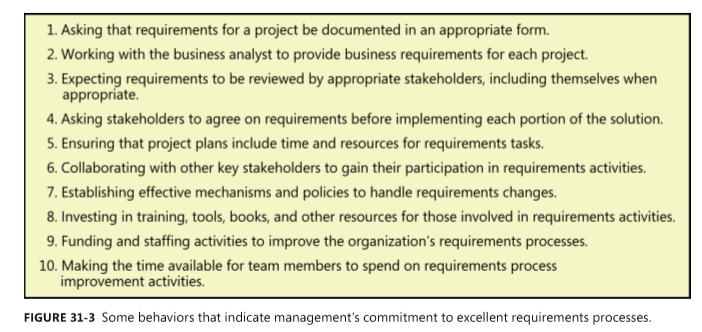 1. Asking that requirements for a project be documented in an appropriate form.
2. Working with the business analyst to provide business requirements for each project.
3. Expecting requirements to be reviewed by appropriate stakeholders, including themselves when
appropriate.
4. Asking stakeholders to agree on requirements before implementing each portion of the solution.
5. Ensuring that project plans include time and resources for requirements tasks.
6. Collaborating with other key stakeholders to gain their participation in requirements activities.
7. Establishing effective mechanisms and policies to handle requirements changes.
8. Investing in training, tools, books, and other resources for those involved in requirements activities.
9. Funding and staffing activities to improve the organization's requirements processes.
10. Making the time available for team members to spend on requirements process
improvement activities.
FIGURE 31-3 Some behaviors that indicate management's commitment to excellent requirements processes.